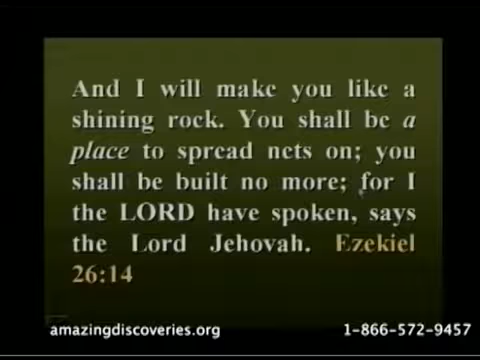 And I will make you like a
shining rock. You shall be a
place to spread nets on; you
shall be built no more; for I
the LORD have spoken, says
the Lord Jehovah. Ezekiel
26:14
amazingdiscoveries.org 1-866-572-9457